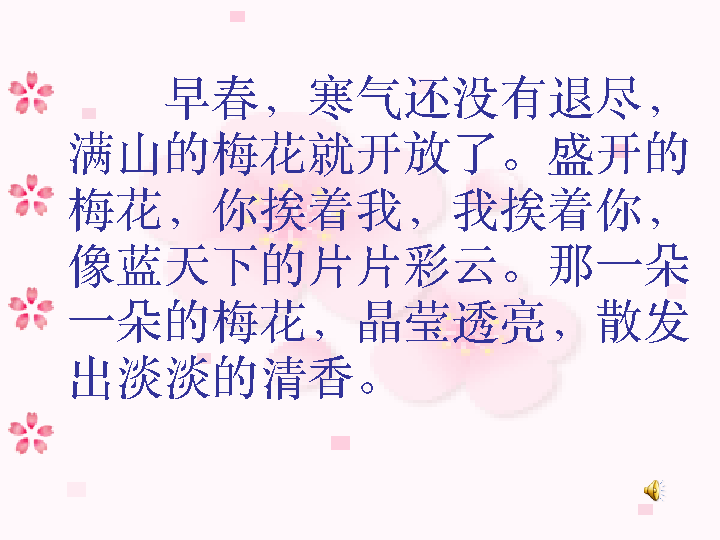 早春，寒气还没有退尽，
满山的梅花就开放了。盛开的
梅花，你挨着我，我挨着你，
像蓝天下的片片彩云。那一朵
一朵的梅花，晶莹透亮，散发
出淡淡的清香。